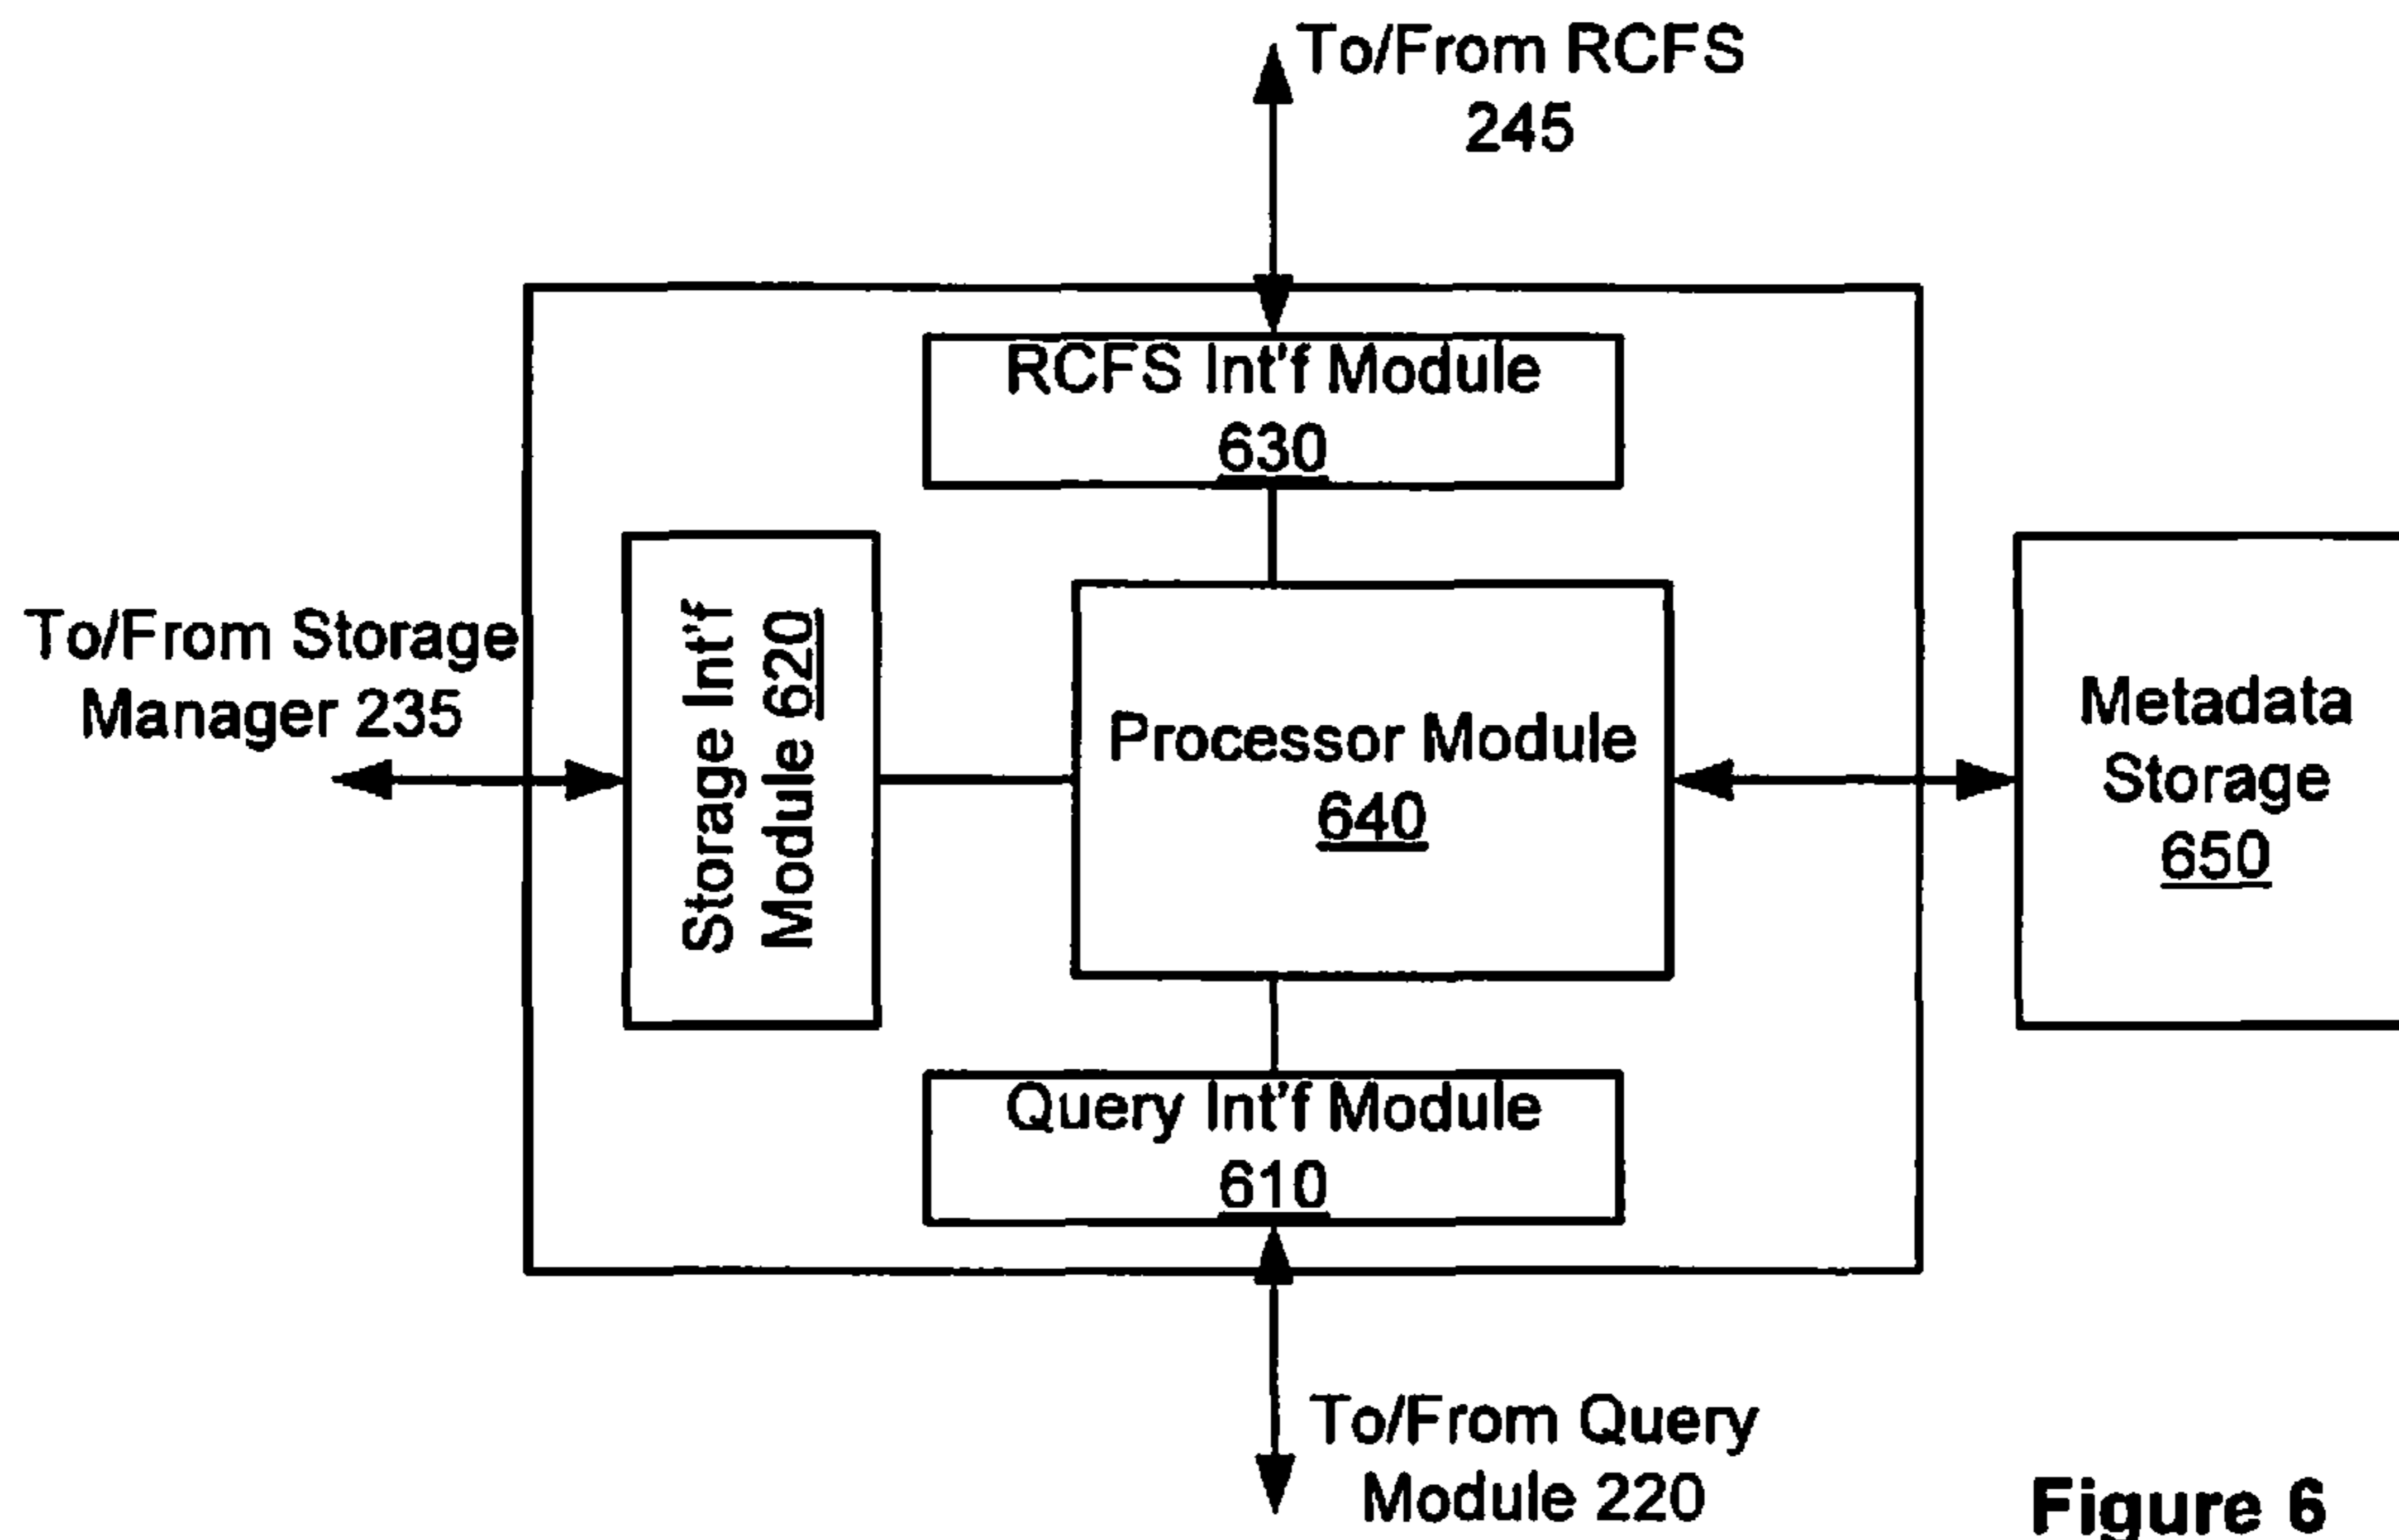 To/From RCFS
245
RCFS Int'f Module
630
To/From Storage
Manager 235
Storage Int'f
Module 620
Processor Module
640
Metadata
Storage
650
Query Int'f Module
610
To/From Query
Module 220
Figure 6